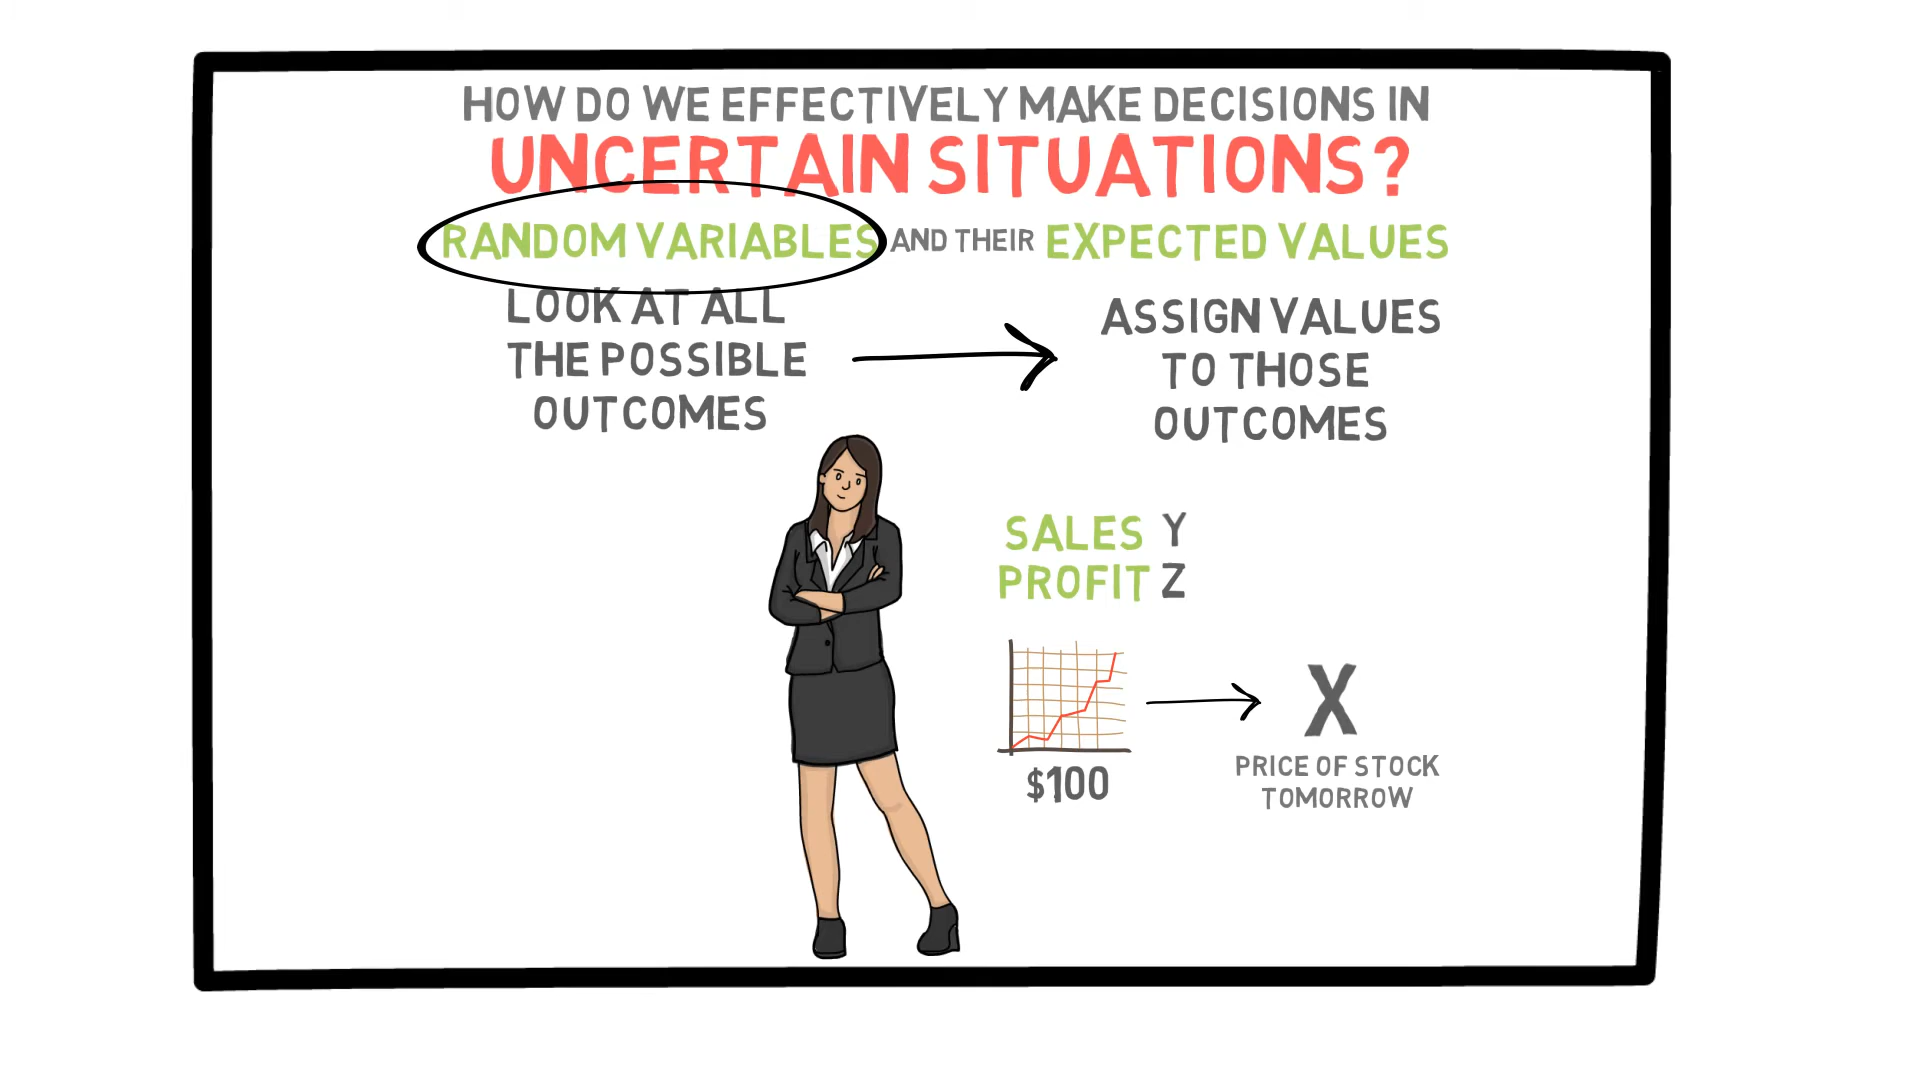 HOW DO WE EFFECTIVELY MAKE DECISIONS IN
UNCERTAIN SITUATIONS?
RANDOM VARIABLES AND THEIR EXPECTED VALUES
LOOK AT ALL
THE POSSIBLE
OUTCOMES
ASSIGN VALUES
TO THOSE
OUTCOMES
SALES Y
PROFIT Z
$100
X
PRICE OF STOCK
TOMORROW